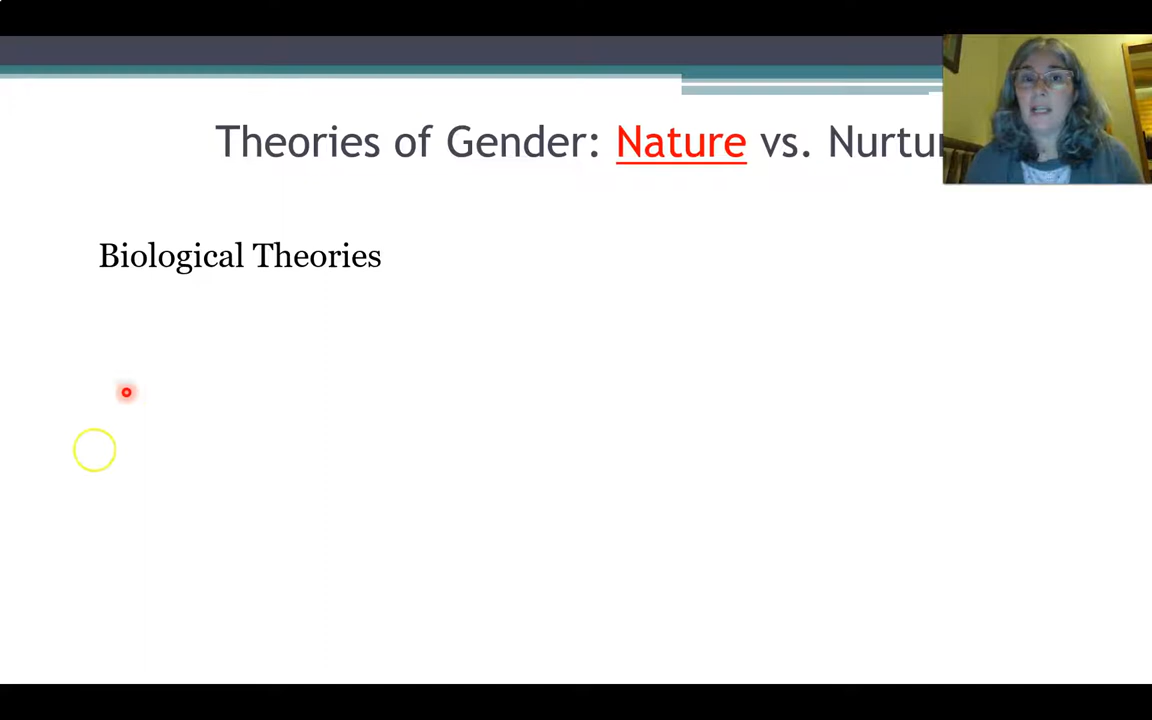 Theories of Gender: Nature vs. Nurtu
Biological Theories